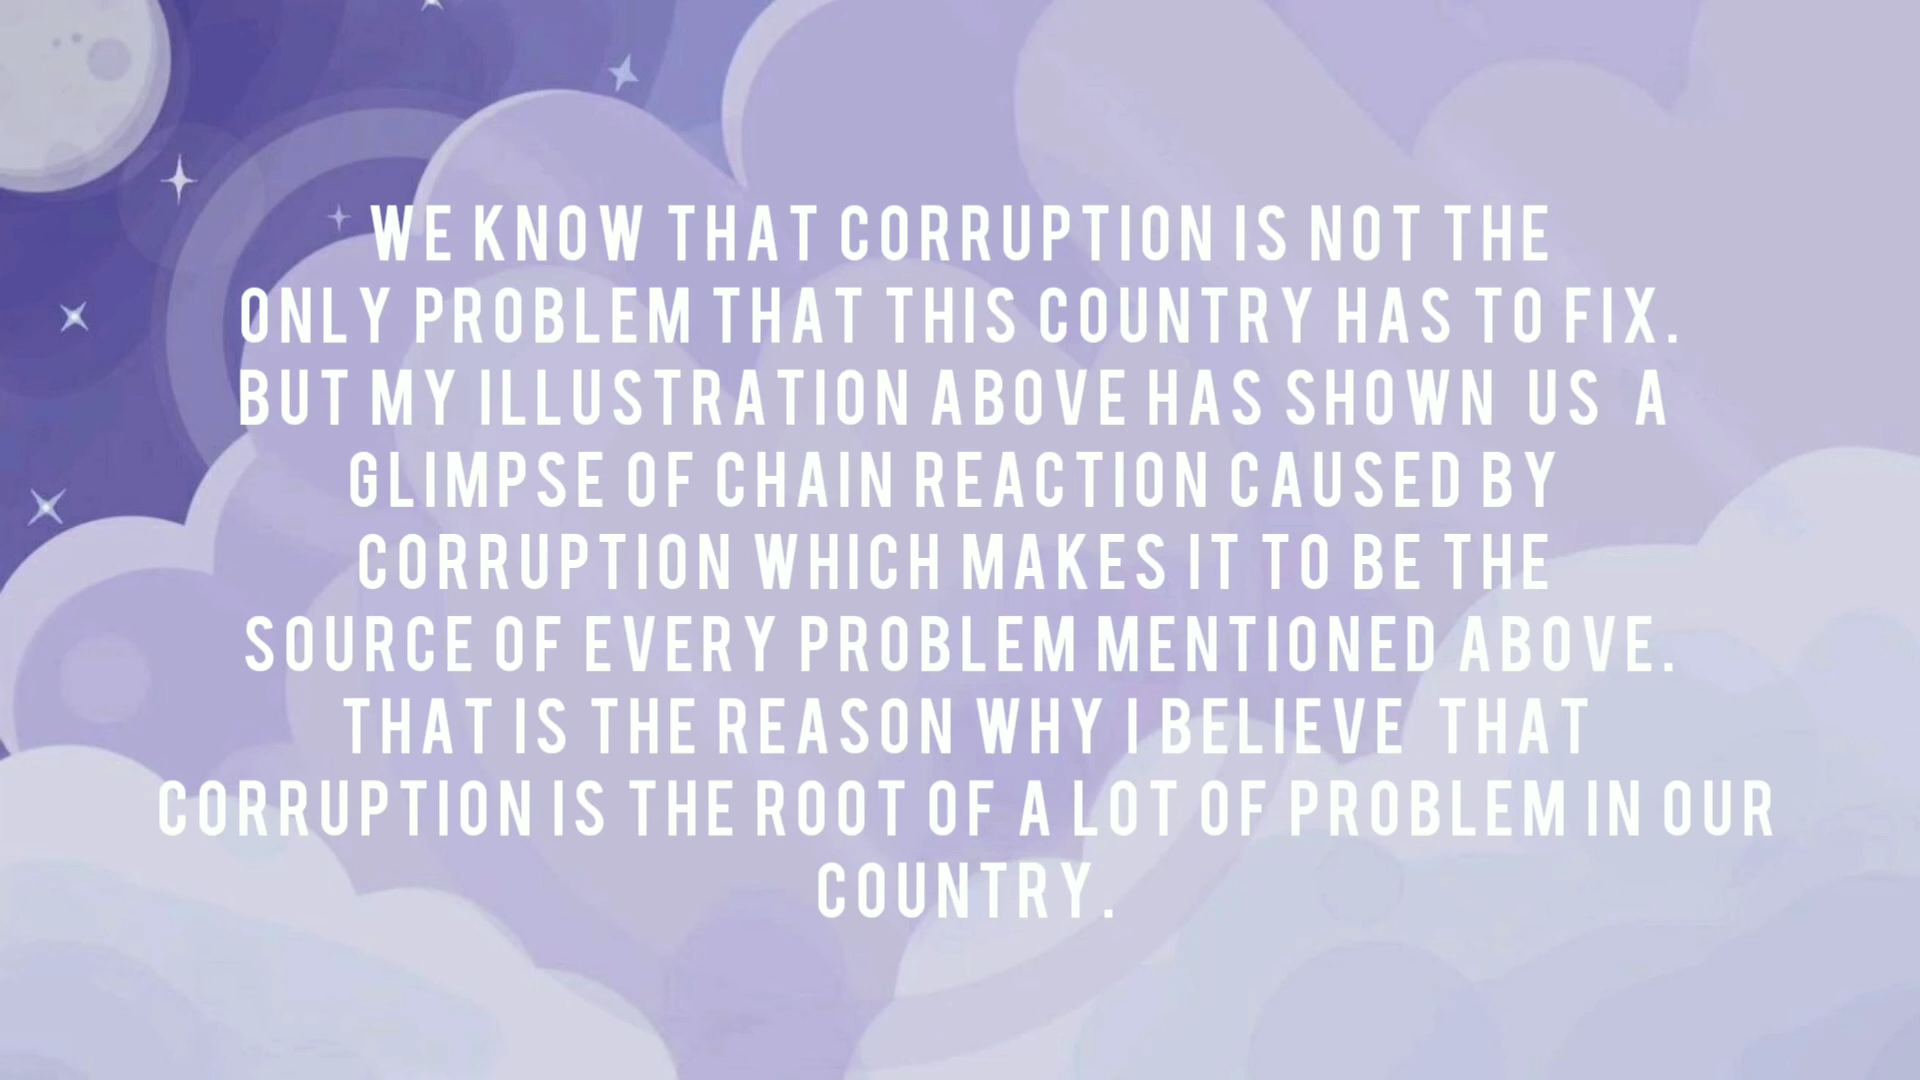 WE KNOW THAT CORRUPTION IS NOT THE
ONLY PROBLEM THAT THIS COUNTRY HAS TO FIX.
BUT MY ILLUSTRATION ABOVE HAS SHOWN US A
GLIMPSE OF CHAIN REACTION CAUSED BY
CORRUPTION WHICH MAKES IT TO BE THE
SOURCE OF EVERY PROBLEM MENTIONED ABOVE.
THAT IS THE REASON WHY I BELIEVE THAT
CORRUPTION IS THE ROOT OF A LOT OF PROBLEM IN OUR
COUNTRY.